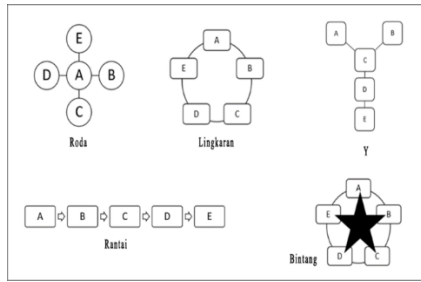 E
D A B
C
Roda
A
E B
D C
Lingkaran
A B
C
D
E
Y
A B C D E
Rantai
A
E B
D C
Bintang